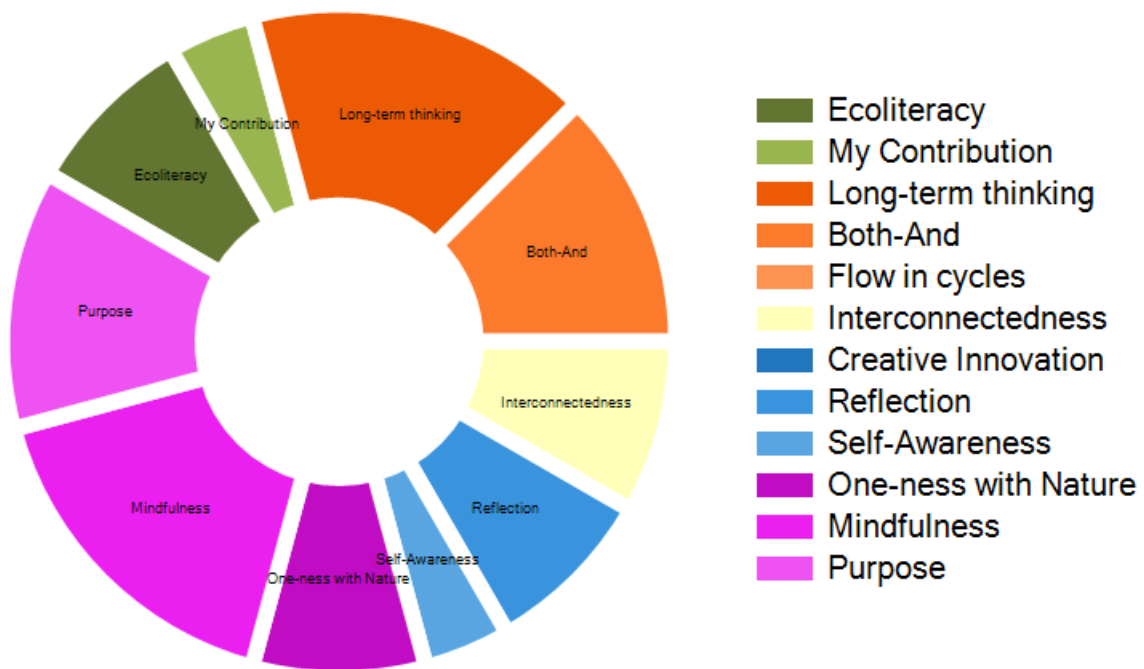 Long-term thinking
My Contribution
Ecoliteracy
Both-And
Purpose
Interconnectedness
Mindfulness
Reflection
Self-Awareness
One-ness with Nature
Ecoliteracy
My Contribution
Long-term thinking
Both-And
Flow in cycles
Interconnectedness
Creative Innovation
Reflection
Self-Awareness
One-ness with Nature
Mindfulness
Purpose